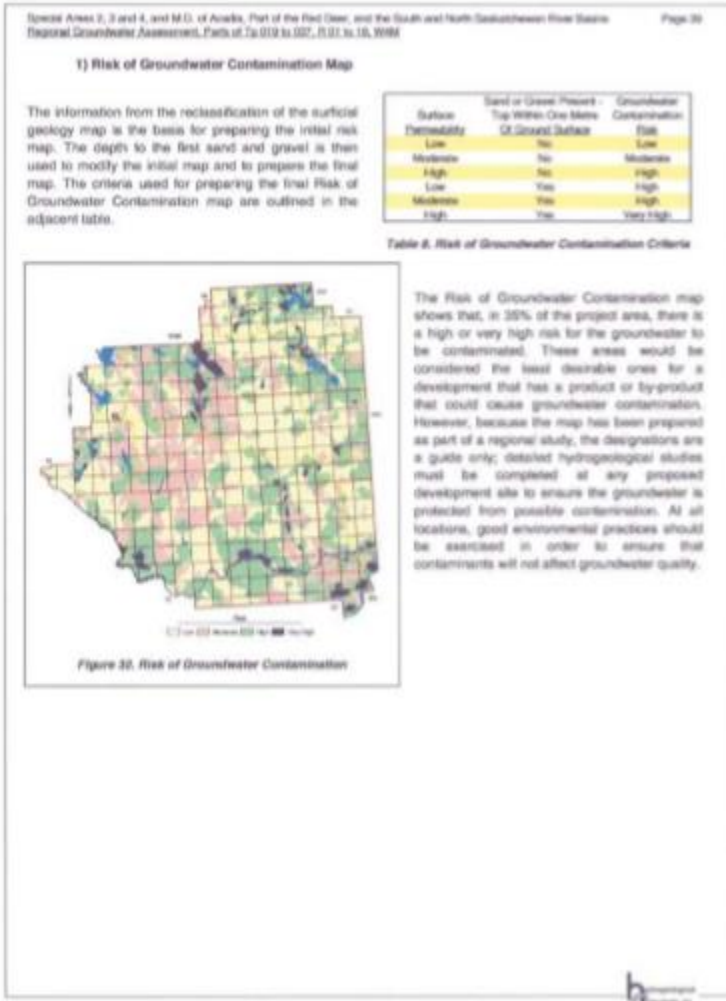 Special Areas 2, 3 and 4, and M.D. of Acadia, Part of the Red Deer, and the South and North Saskatchewan River Basins Page 39
Regional Groundwater Assessment, Parts of Tp 019 to 037, R 01 to 18, W4M
1) Risk of Groundwater Contamination Map
The information from the reclassification of the surficial
geology map is the basis for preparing the initial risk
map. The depth to the first sand and gravel is then
used to modify the initial map and to prepare the final
map. The criteria used for preparing the final Risk of
Groundwater Contamination map are outlined in the
adjacent table.
Sand or Gravel Present - Groundwater
Surface Top Within One Metre Contamination
Permeability Of Ground Surface Risk
Low No Low
Moderate No Moderate
High No High
Low Yes High
Moderate Yes High
High Yes Very High
Table 8. Risk of Groundwater Contamination Criteria
The Risk of Groundwater Contamination map
shows that, in 35% of the project area, there is
a high or very high risk for the groundwater to
be contaminated. These areas would be
considered the least desirable ones for a
development that has a product or by-product
that could cause groundwater contamination.
However, because the map has been prepared
as part of a regional study, the designations are
a guide only; detailed hydrogeological studies
must be completed at any proposed
development site to ensure the groundwater is
protected from possible contamination. At all
locations, good environmental practices should
be exercised in order to ensure that
contaminants will not affect groundwater quality.
Risk
Low Moderate High Very High
Figure 32. Risk of Groundwater Contamination